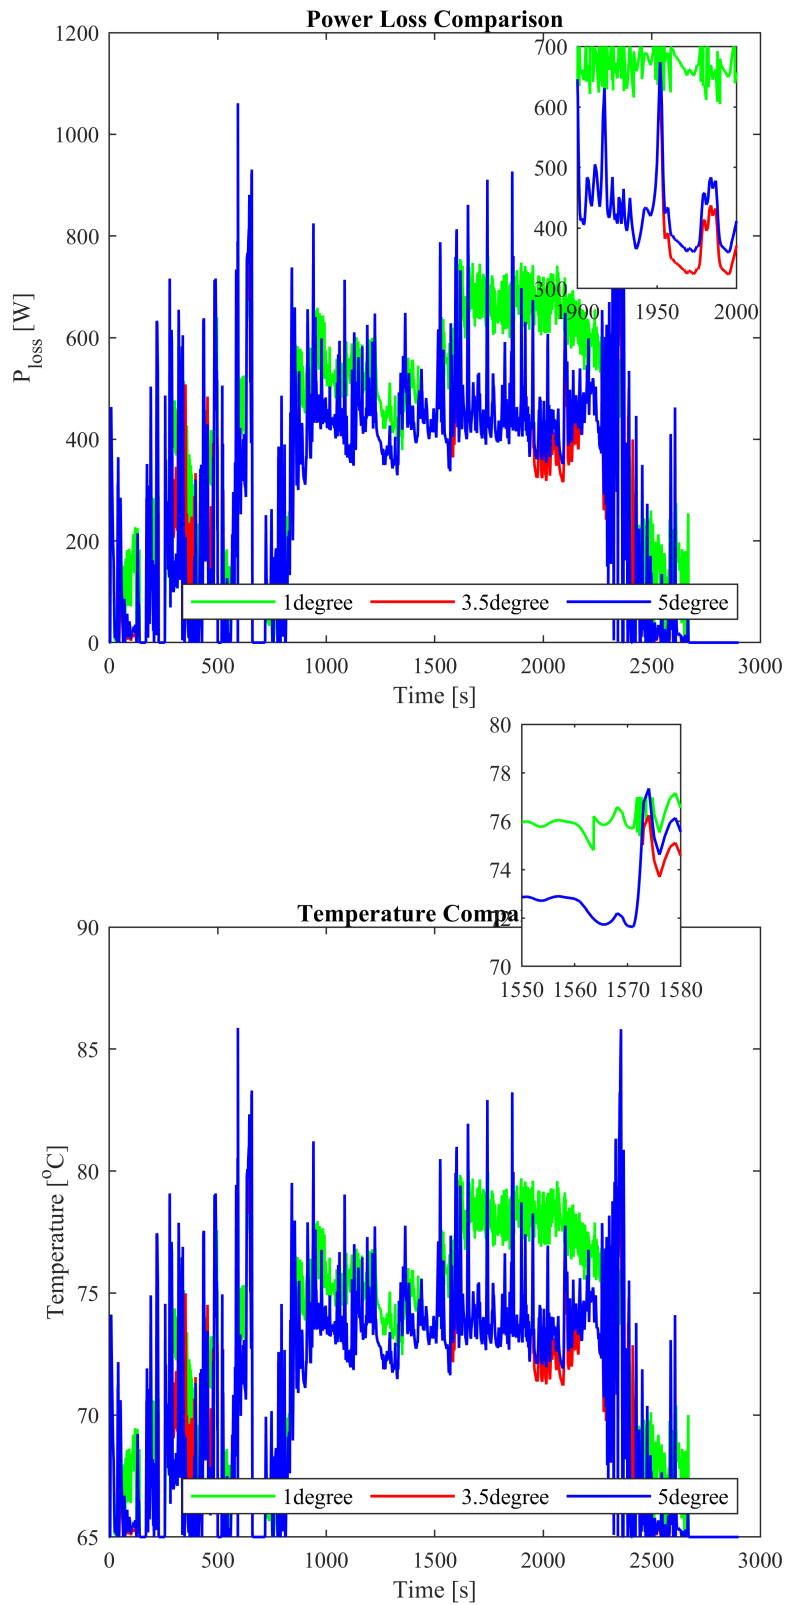 Power Loss Comparison
1200
1000
800
600
400
200
0
P_loss [W]
700
600
500
400
300
1900 1950 2000
1degree 3.5degree 5degree
0 500 1000 1500 2000 2500 3000
Time [s]
80
78
76
74
72
70
1550 1560 1570 1580
Temperature Compa
90
85
80
75
70
65
Temperature [°C]
1degree 3.5degree 5degree
0 500 1000 1500 2000 2500 3000
Time [s]